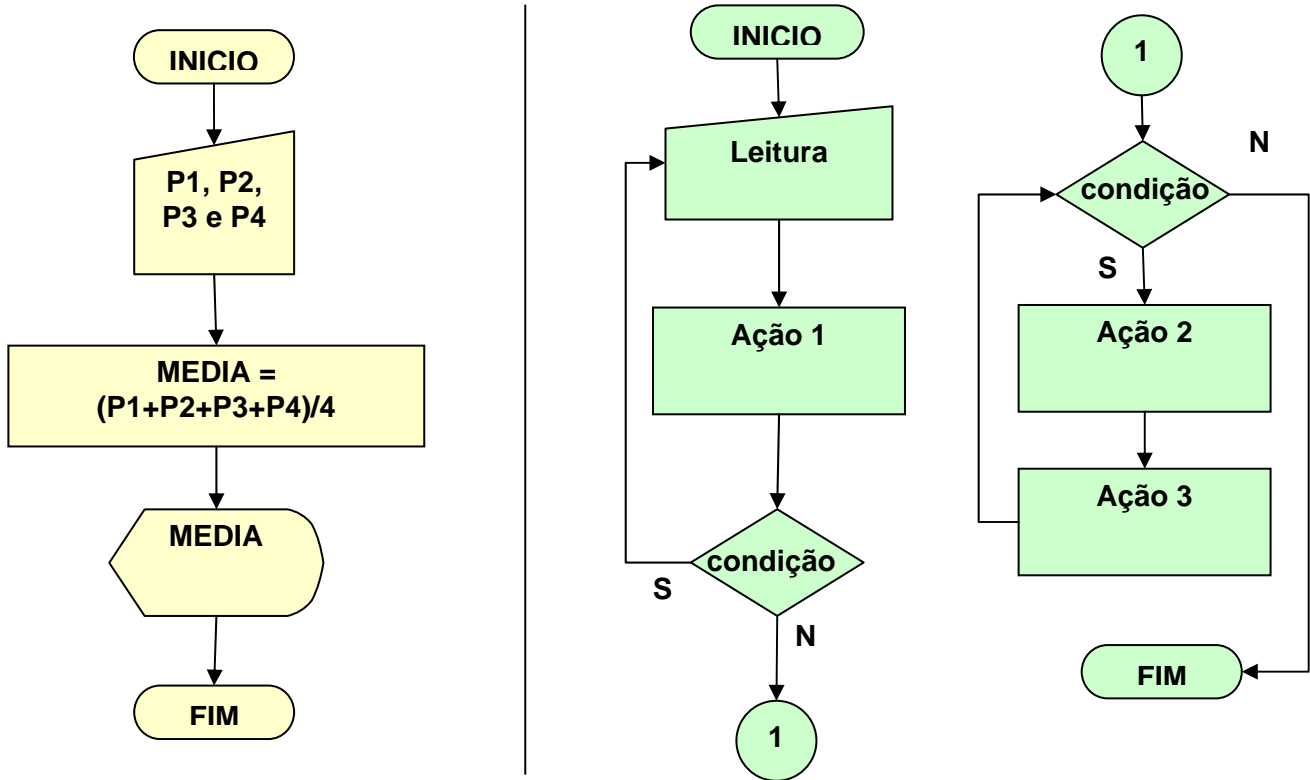 INICIO
P1, P2,
P3 e P4
MEDIA =
(P1+P2+P3+P4)/4
MEDIA
FIM
INICIO
Leitura
Ação 1
condição
S
N
1
1
condição
N
S
Ação 2
Ação 3
FIM